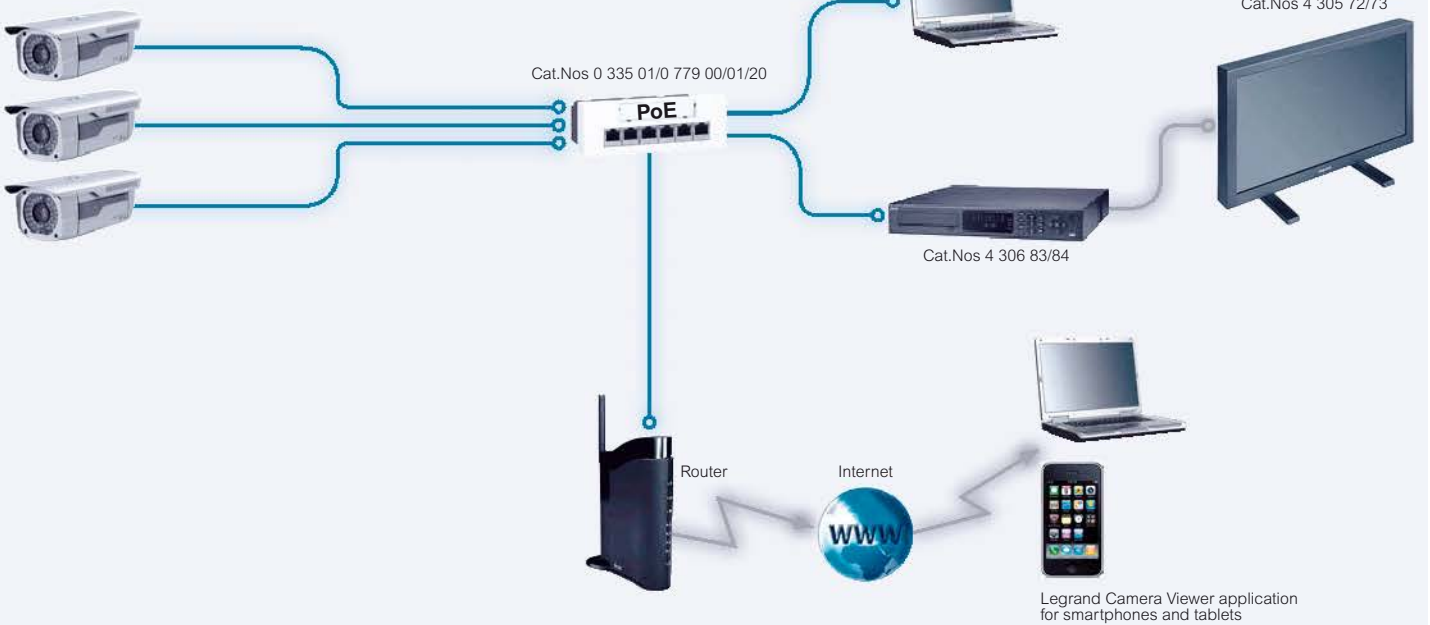 Cat.Nos 4 305 72/73
Cat.Nos 0 335 01/0 779 00/01/20
PoE
Cat.Nos 4 306 83/84
Router
Internet
WWW
Legrand Camera Viewer application
for smartphones and tablets